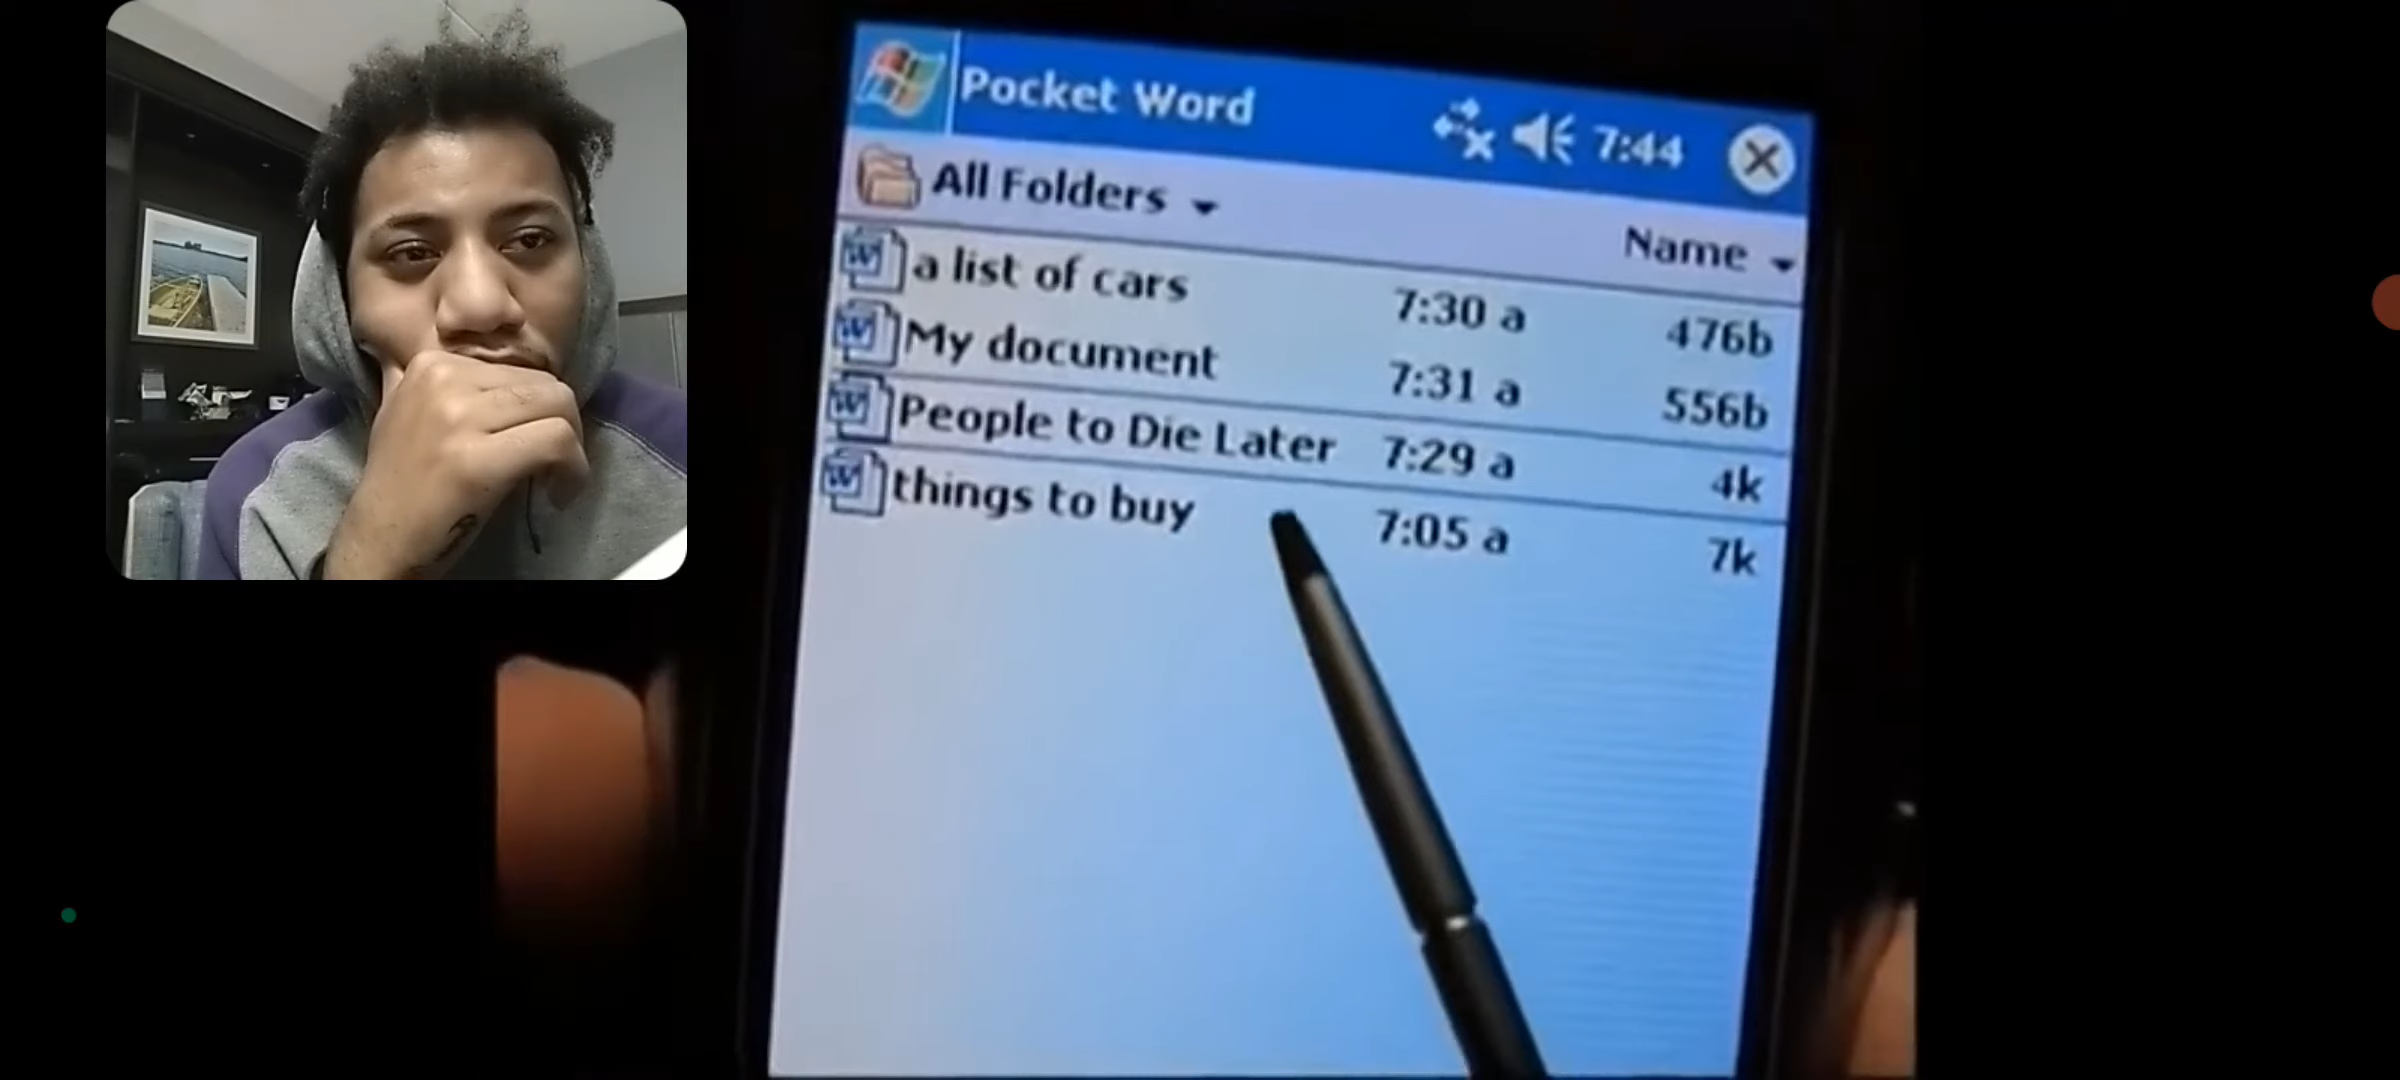 Pocket Word 7:44
All Folders Name
a list of cars 7:30 a 476b
My document 7:31 a 556b
People to Die Later 7:29 a 4k
things to buy 7:05 a 7k